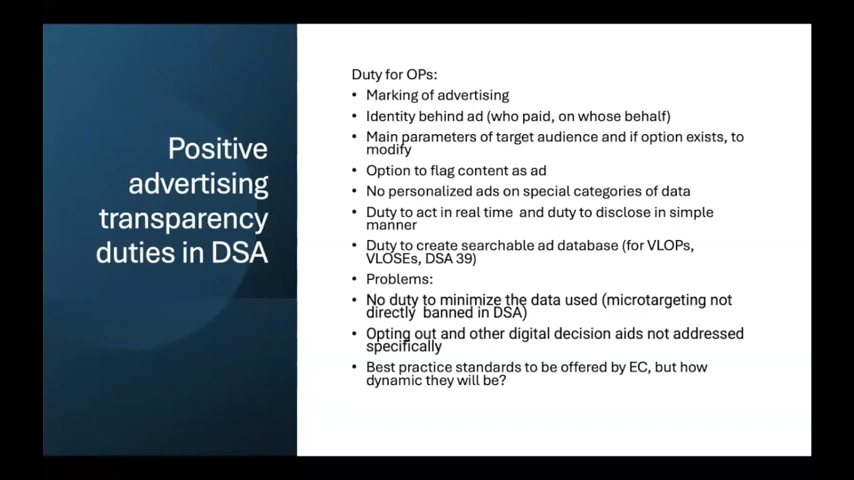 Positive
advertising
transparency
duties in DSA
Duty for OPs:
• Marking of advertising
• Identity behind ad (who paid, on whose behalf)
• Main parameters of target audience and if option exists, to
modify
• Option to flag content as ad
• No personalized ads on special categories of data
• Duty to act in real time and duty to disclose in simple
manner
• Duty to create searchable ad database (for VLOPs,
VLOSEs, DSA 39)
• Problems:
• No duty to minimize the data used (microtargeting not
directly banned in DSA)
• Opting out and other digital decision aids not addressed
specifically
• Best practice standards to be offered by EC, but how
dynamic they will be?